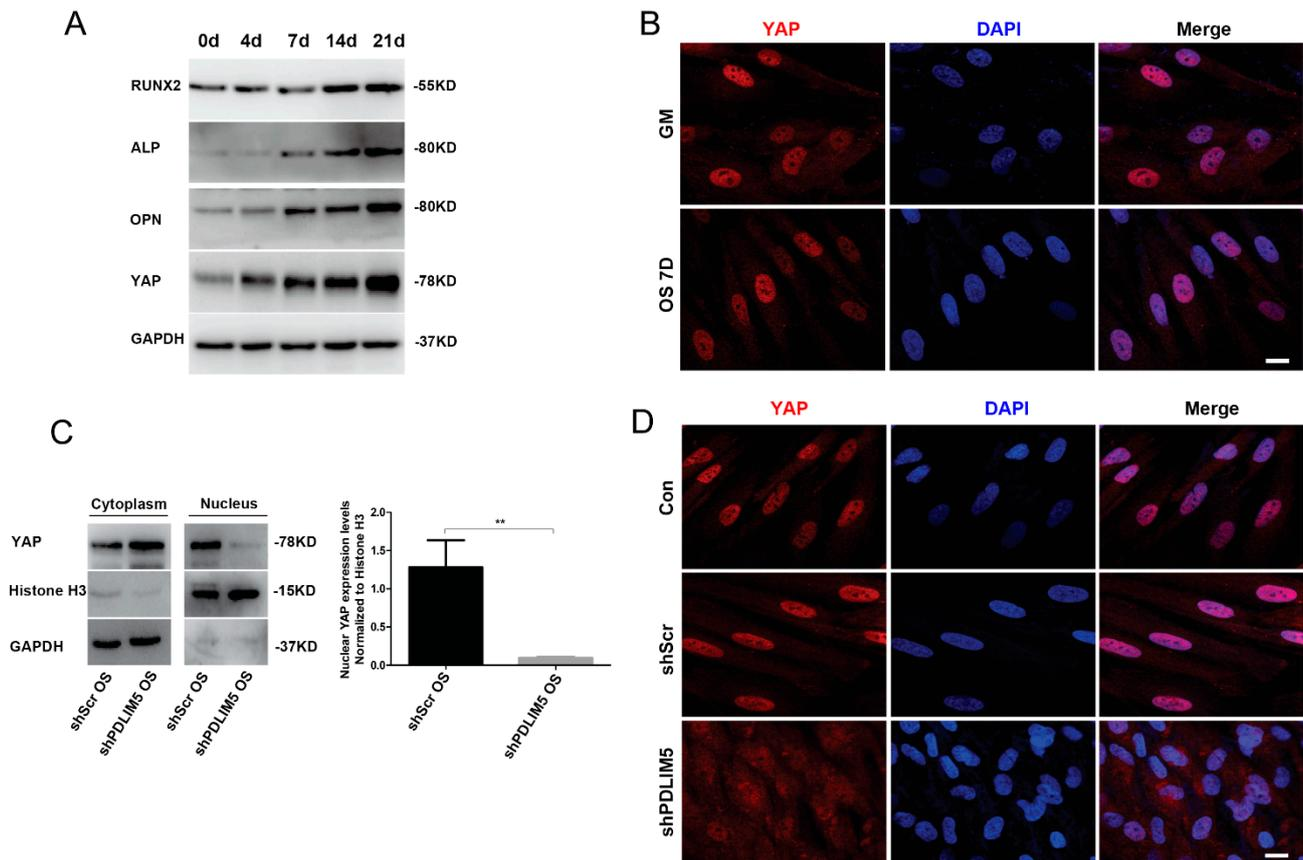 A
0d 4d 7d 14d 21d
RUNX2 -55KD
ALP -80KD
OPN -80KD
YAP -78KD
GAPDH -37KD
B
YAP DAPI Merge
GM
OS 7D
C
Cytoplasm Nucleus
YAP -78KD
Histone H3 -15KD
GAPDH -37KD
shScr OS shPDLIM5 OS shScr OS shPDLIM5 OS
Nuclear YAP expression levels
Normalized to Histone H3
2.0
1.5
1.0
0.5
0.0
**
shScr OS shPDLIM5 OS
D
YAP DAPI Merge
Con
shScr
shPDLIM5